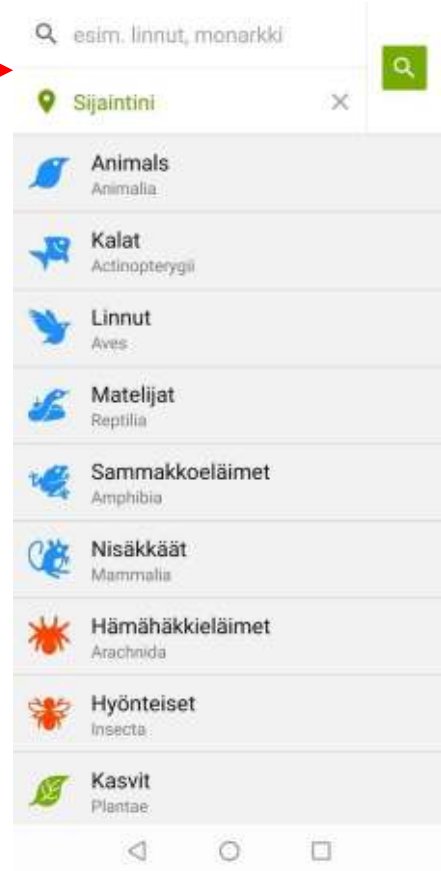 esim. linnut, monarkki
Sijaintini
Animals
Animalia
Kalat
Actinopterygii
Linnut
Aves
Matelijat
Reptilia
Sammakkoeläimet
Amphibia
Nisäkkäät
Mammalia
Hämähäkkieläimet
Arachnida
Hyönteiset
Insecta
Kasvit
Plantae